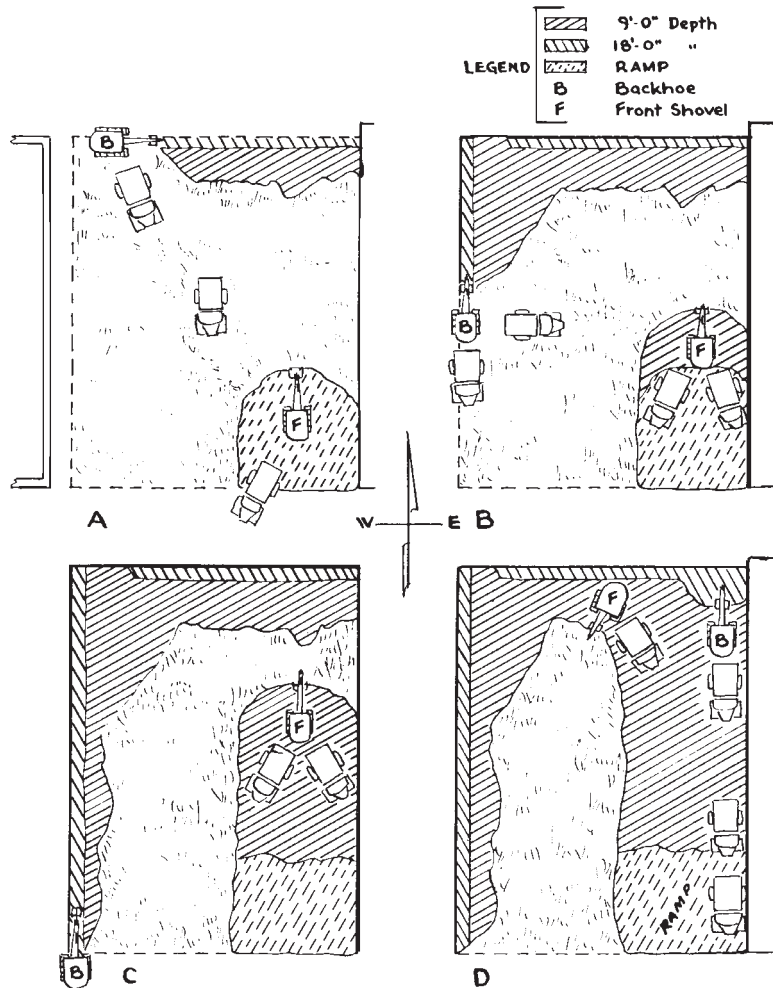 9'-0" Depth
18'-0" "
LEGEND
RAMP
B Backhoe
F Front Shovel
B
B
F
F
A
W E
B
F
B
F
B
RAMP
B
C
D